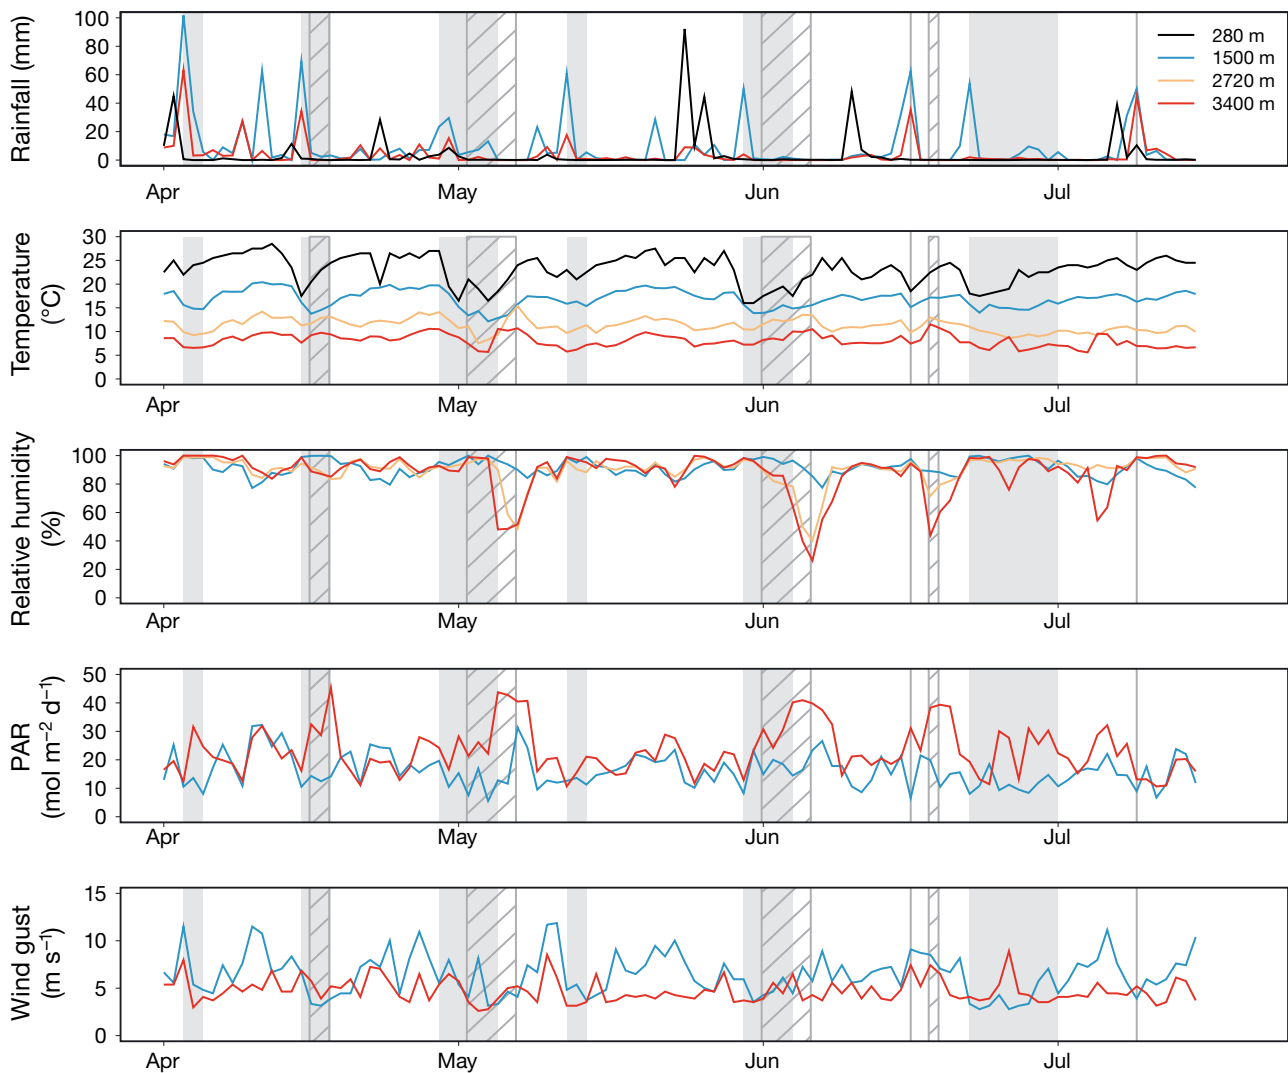 Rainfall (mm)
100
80
60
40
20
0
280 m
1500 m
2720 m
3400 m
Apr
May
Jun
Jul
Temperature
(°C)
30
25
20
15
10
5
0
Apr
May
Jun
Jul
Relative humidity
(%)
100
80
60
40
20
0
Apr
May
Jun
Jul
PAR
(mol m⁻² d⁻¹)
50
40
30
20
10
0
Apr
May
Jun
Jul
Wind gust
(m s⁻¹)
15
10
5
0
Apr
May
Jun
Jul